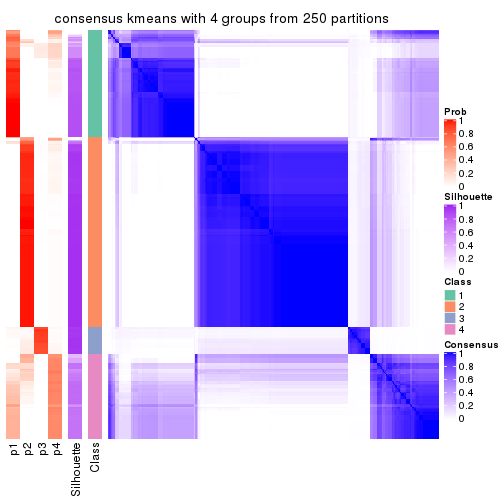 consensus kmeans with 4 groups from 250 partitions
Prob
1
0.8
0.6
0.4
0.2
0
Silhouette
1
0.8
0.6
0.4
0.2
0
Class
1
2
3
4
Consensus
1
0.8
0.6
0.4
0.2
0
p1
p2
p3
p4
Silhouette
Class